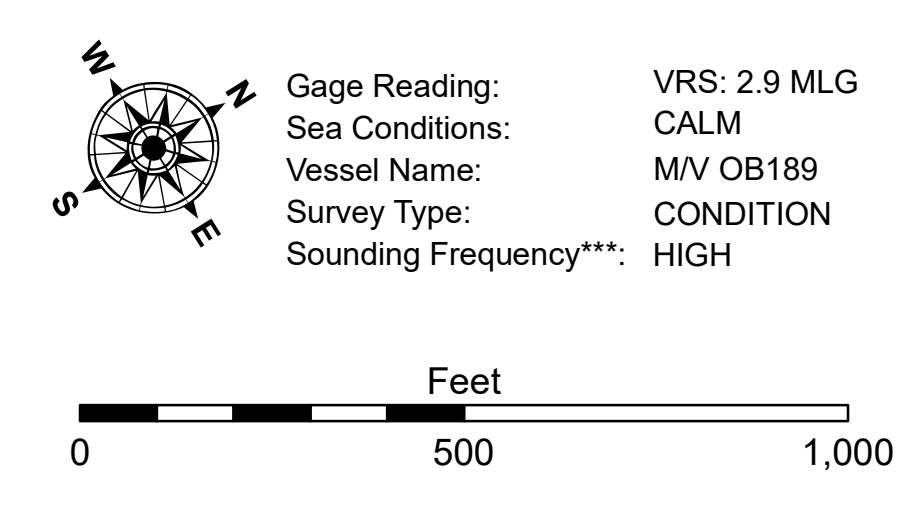 W
N
S
E
Gage Reading: VRS: 2.9 MLG
Sea Conditions: CALM
Vessel Name: M/V OB189
Survey Type: CONDITION
Sounding Frequency***: HIGH
Feet
0 500 1,000